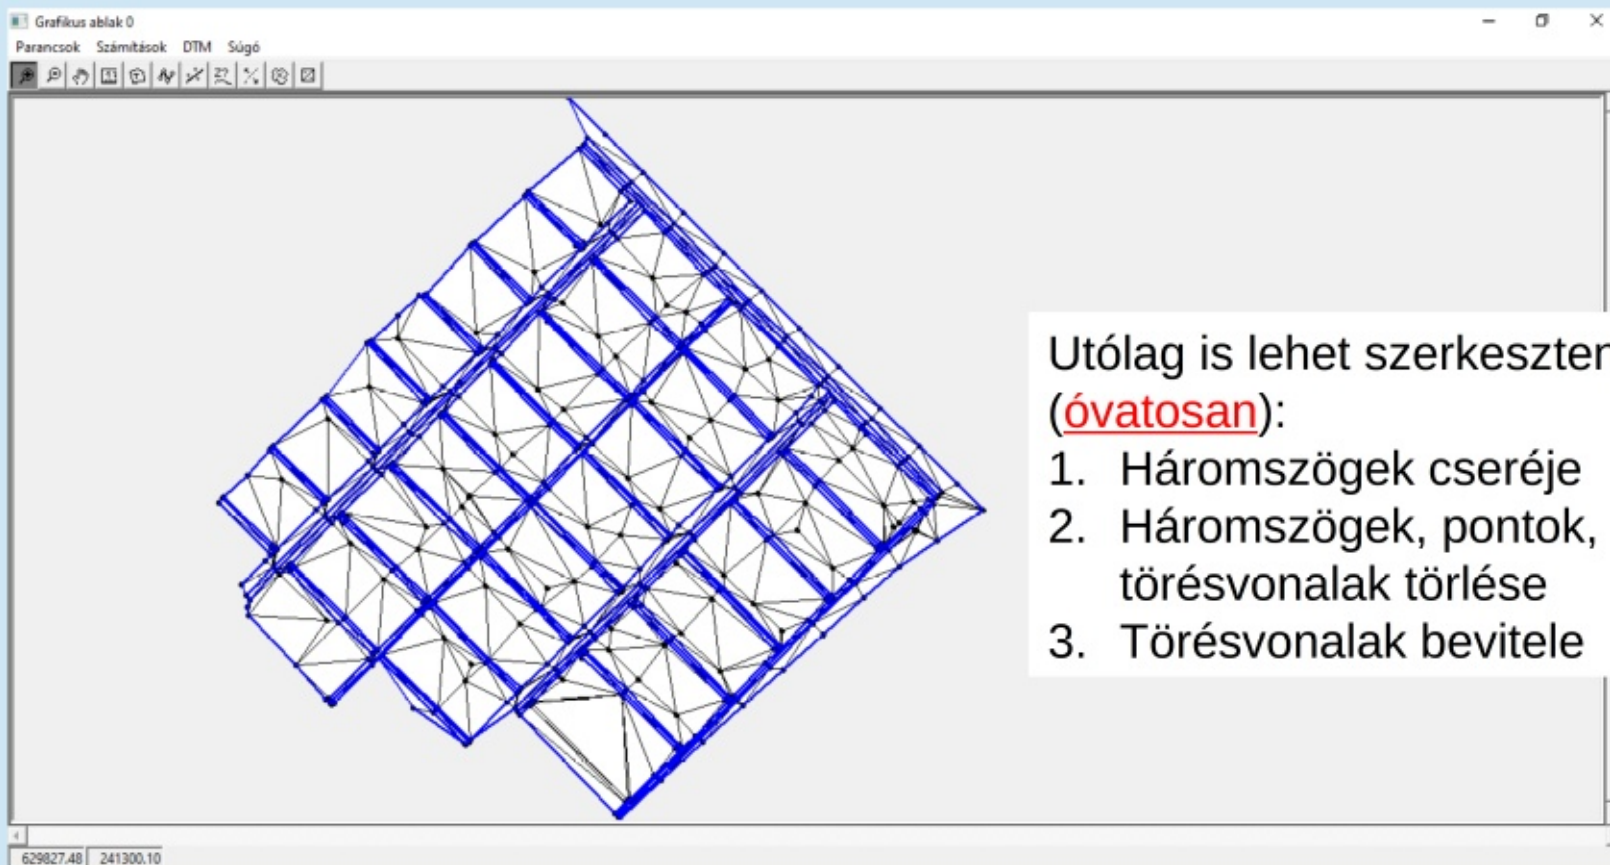 Grafikus ablak 0
Parancsok Számítások DTM Súgó
Utólag is lehet szerkeszten
(óvatosan):
1. Háromszögek cseréje
2. Háromszögek, pontok,
törésvonalak törlése
3. Törésvonalak bevitele
629827.48 241300.10